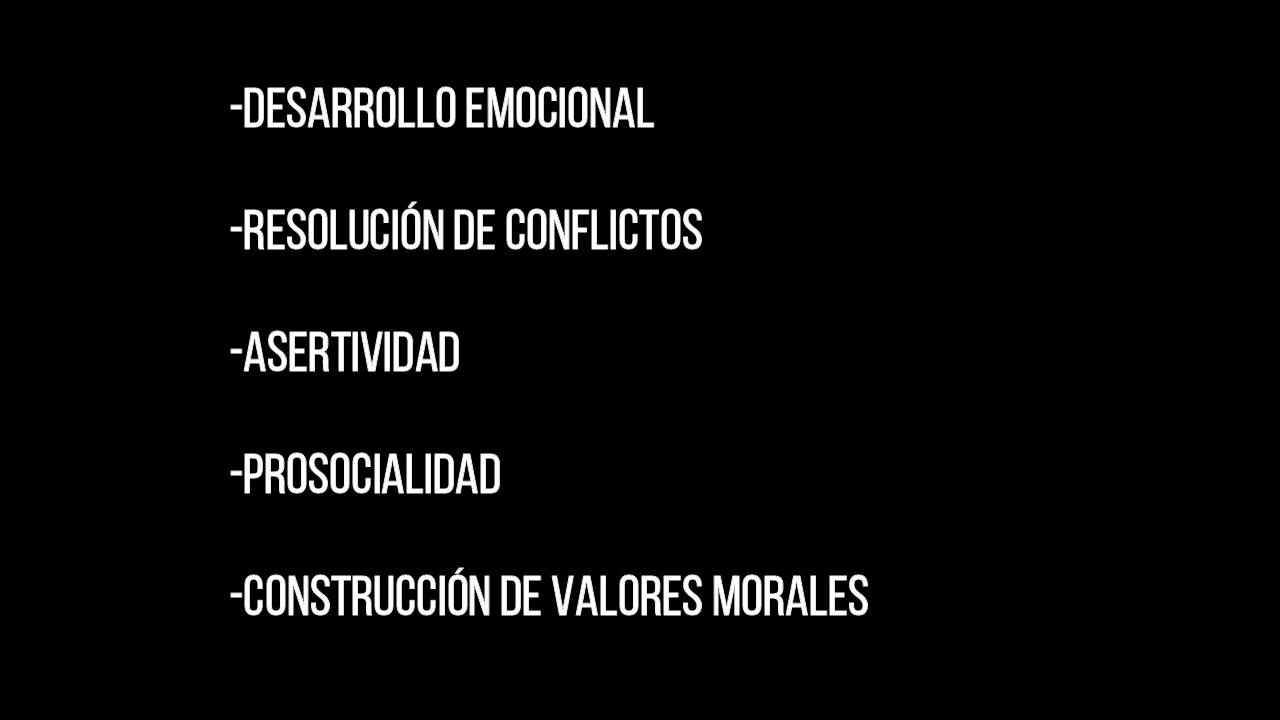 -DESARROLLO EMOCIONAL
-RESOLUCIÓN DE CONFLICTOS
-ASERTIVIDAD
-PROSOCIALIDAD
-CONSTRUCCIÓN DE VALORES MORALES